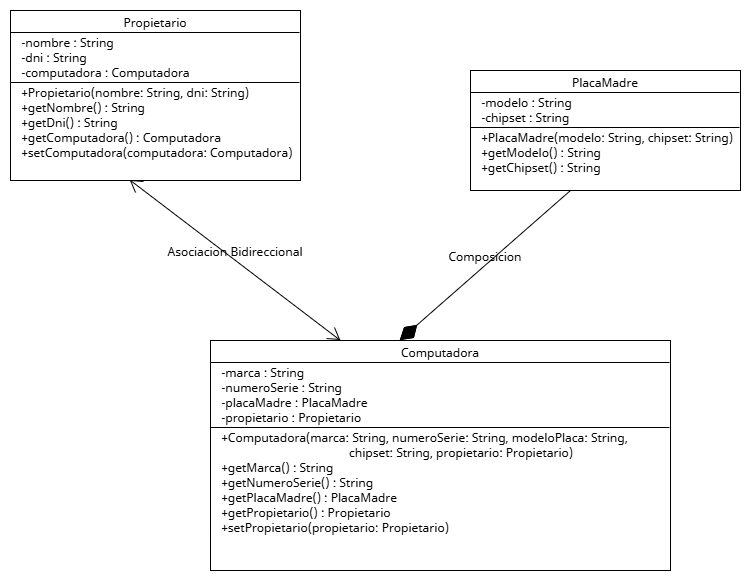 Propietario
-nombre : String
-dni : String
-computadora : Computadora
+Propietario(nombre: String, dni: String)
+getNombre() : String
+getDni() : String
+getComputadora() : Computadora
+setComputadora(computadora: Computadora)
PlacaMadre
-modelo : String
-chipset : String
+PlacaMadre(modelo: String, chipset: String)
+getModelo() : String
+getChipset() : String
Asociacion Bidireccional
Composicion
Computadora
-marca : String
-numeroSerie : String
-placaMadre : PlacaMadre
-propietario : Propietario
+Computadora(marca: String, numeroSerie: String, modeloPlaca: String,
chipset: String, propietario: Propietario)
+getMarca() : String
+getNumeroSerie() : String
+getPlacaMadre() : PlacaMadre
+getPropietario() : Propietario
+setPropietario(propietario: Propietario)